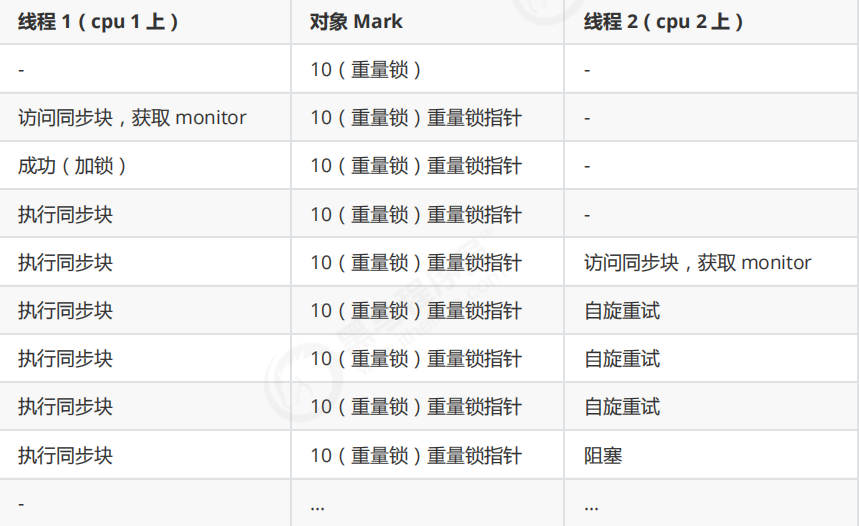 线程 1（cpu 1 上） 对象 Mark 线程 2（cpu 2 上）
- 10（重量锁） -
访问同步块，获取 monitor 10（重量锁）重量锁指针 -
成功（加锁） 10（重量锁）重量锁指针 -
执行同步块 10（重量锁）重量锁指针 -
执行同步块 10（重量锁）重量锁指针 访问同步块，获取 monitor
执行同步块 10（重量锁）重量锁指针 自旋重试
执行同步块 10（重量锁）重量锁指针 自旋重试
执行同步块 10（重量锁）重量锁指针 自旋重试
执行同步块 10（重量锁）重量锁指针 阻塞
- ... ...